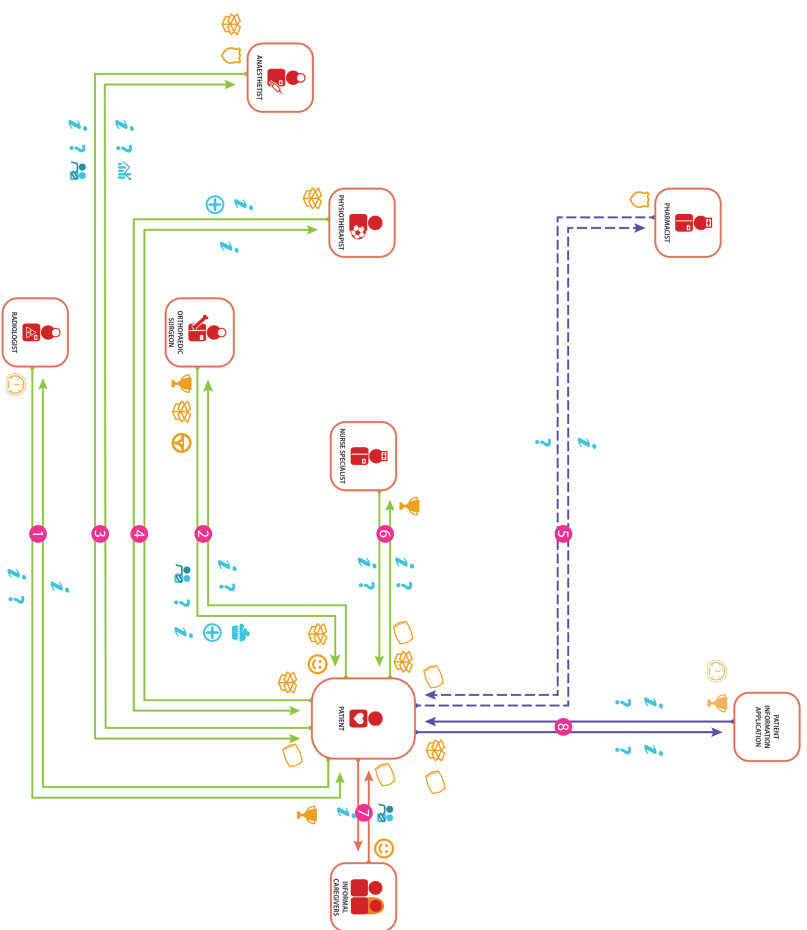 ANAESTHETIST
PHYSIOTHERAPIST
PHARMACIST
RADIOLOGIST
ORTHOPAEDIC
SURGEON
NURSE SPECIALIST
PATIENT
PATIENT
INFORMATION
APPLICATION
INFORMAL
CAREGIVERS
1
3
4
2
6
5
8
7